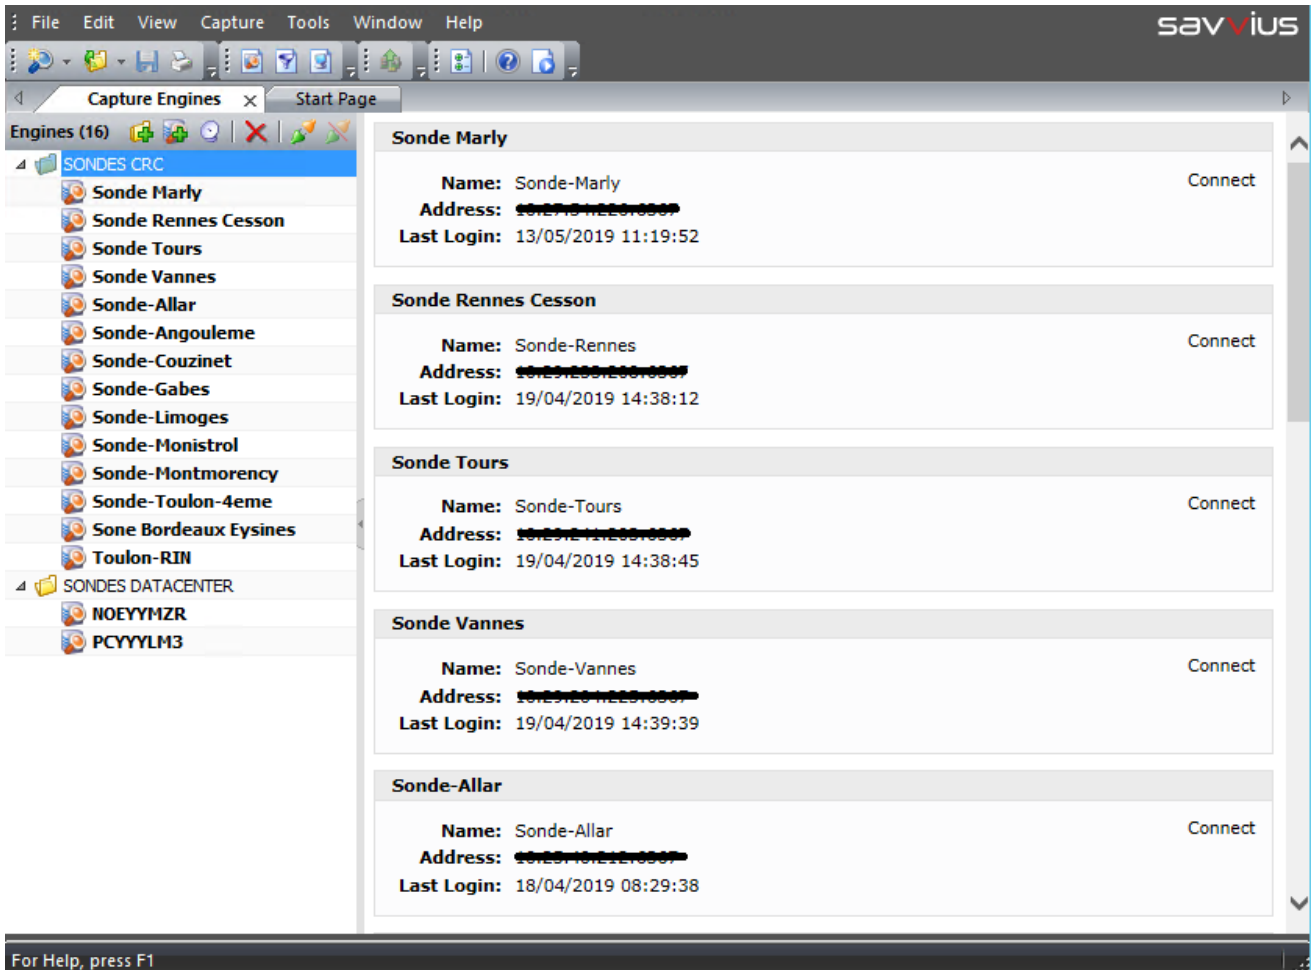 File Edit View Capture Tools Window Help
savvius
Capture Engines Start Page
Engines (16)
SONDES CRC
Sonde Marly
Sonde Rennes Cesson
Sonde Tours
Sonde Vannes
Sonde-Allar
Sonde-Angouleme
Sonde-Couzinet
Sonde-Gabes
Sonde-Limoges
Sonde-Monistrol
Sonde-Montmorency
Sonde-Toulon-4eme
Sone Bordeaux Eysines
Toulon-RIN
SONDES DATACENTER
NOEYYMZR
PCYYYLM3
Sonde Marly
Name: Sonde-Marly
Connect
Address:
Last Login: 13/05/2019 11:19:52
Sonde Rennes Cesson
Name: Sonde-Rennes
Connect
Address:
Last Login: 19/04/2019 14:38:12
Sonde Tours
Name: Sonde-Tours
Connect
Address:
Last Login: 19/04/2019 14:38:45
Sonde Vannes
Name: Sonde-Vannes
Connect
Address:
Last Login: 19/04/2019 14:39:39
Sonde-Allar
Name: Sonde-Allar
Connect
Address:
Last Login: 18/04/2019 08:29:38
For Help, press F1